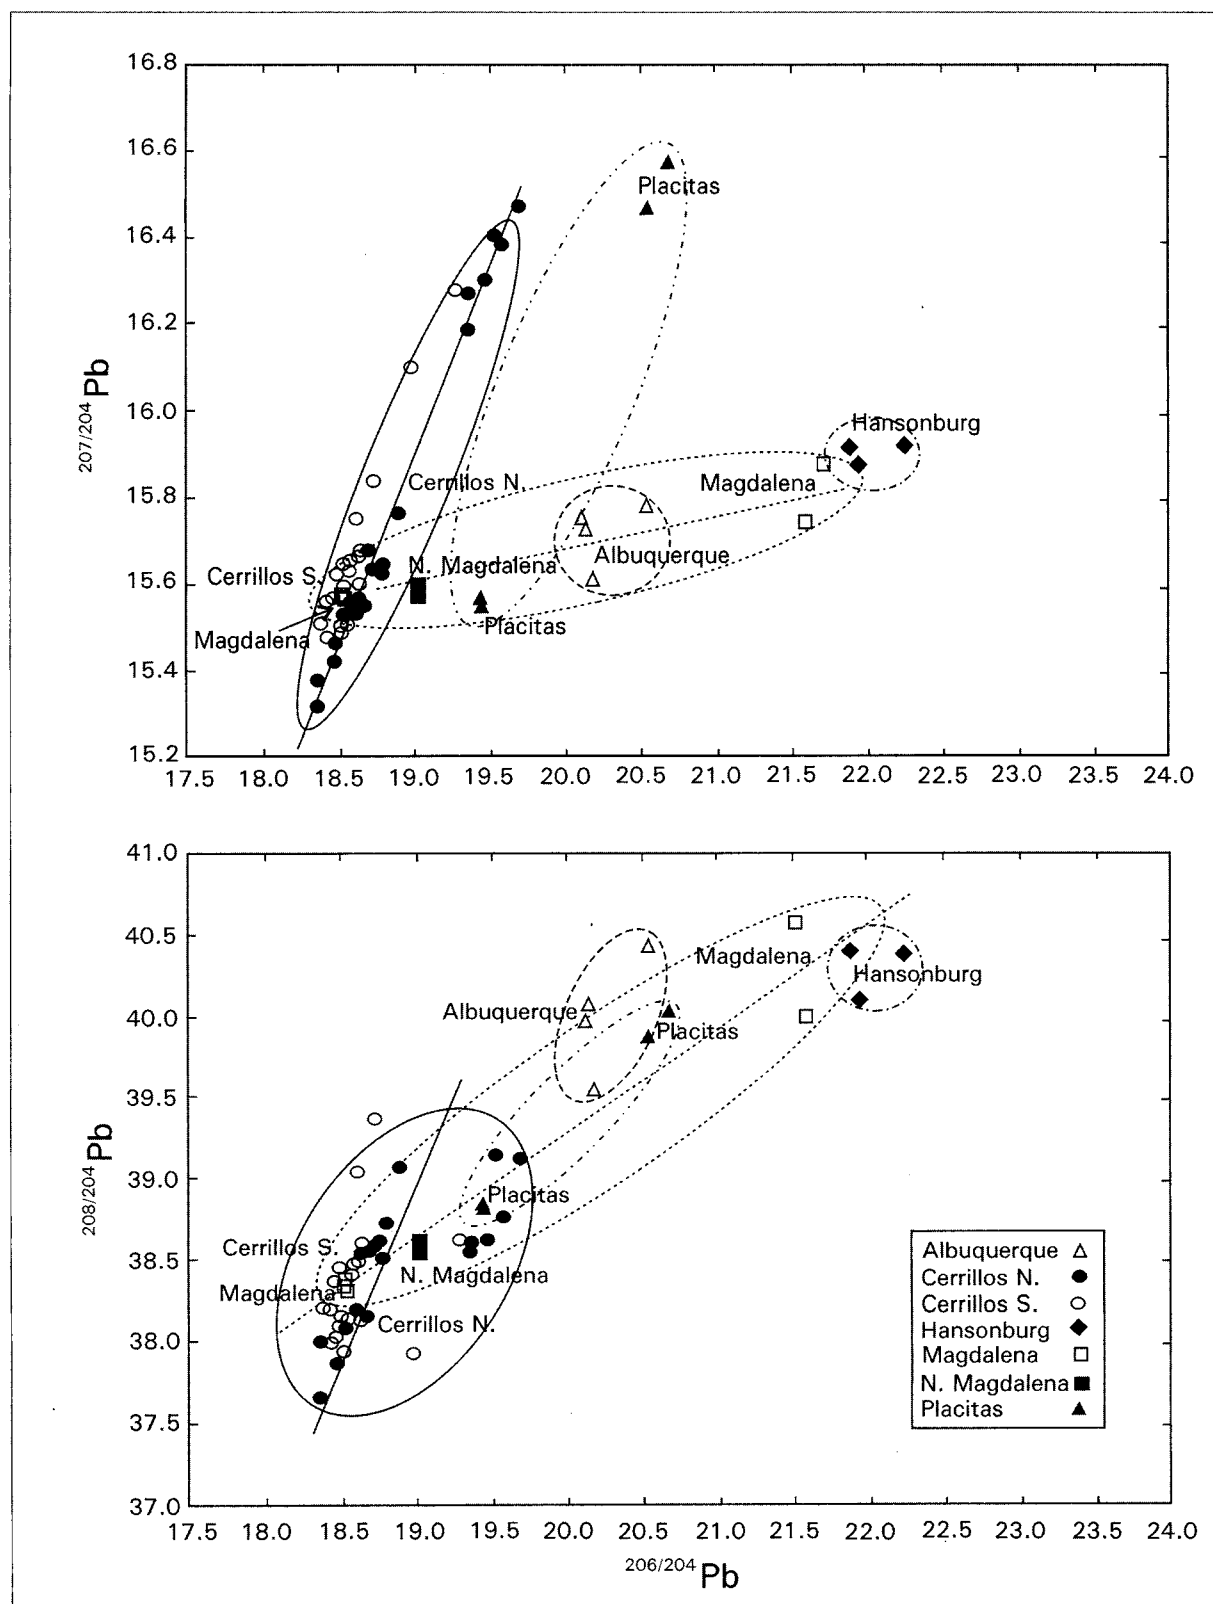 16.8
16.6
16.4
16.2
16.0
15.8
15.6
15.4
15.2
207/204Pb
Placitas
Hansonburg
Cerrillos N.
Magdalena
Albuquerque
N. Magdalena
Cerrillos S.
Placitas
Magdalena
17.5 18.0 18.5 19.0 19.5 20.0 20.5 21.0 21.5 22.0 22.5 23.0 23.5 24.0
41.0
40.5
40.0
39.5
39.0
38.5
38.0
37.5
37.0
208/204Pb
Magdalena
Hansonburg
Albuquerque
Placitas
Placitas
Cerrillos S.
N. Magdalena
Magdalena
Cerrillos N.
Albuquerque
Cerrillos N.
Cerrillos S.
Hansonburg
Magdalena
N. Magdalena
Placitas
17.5 18.0 18.5 19.0 19.5 20.0 20.5 21.0 21.5 22.0 22.5 23.0 23.5 24.0
206/204Pb